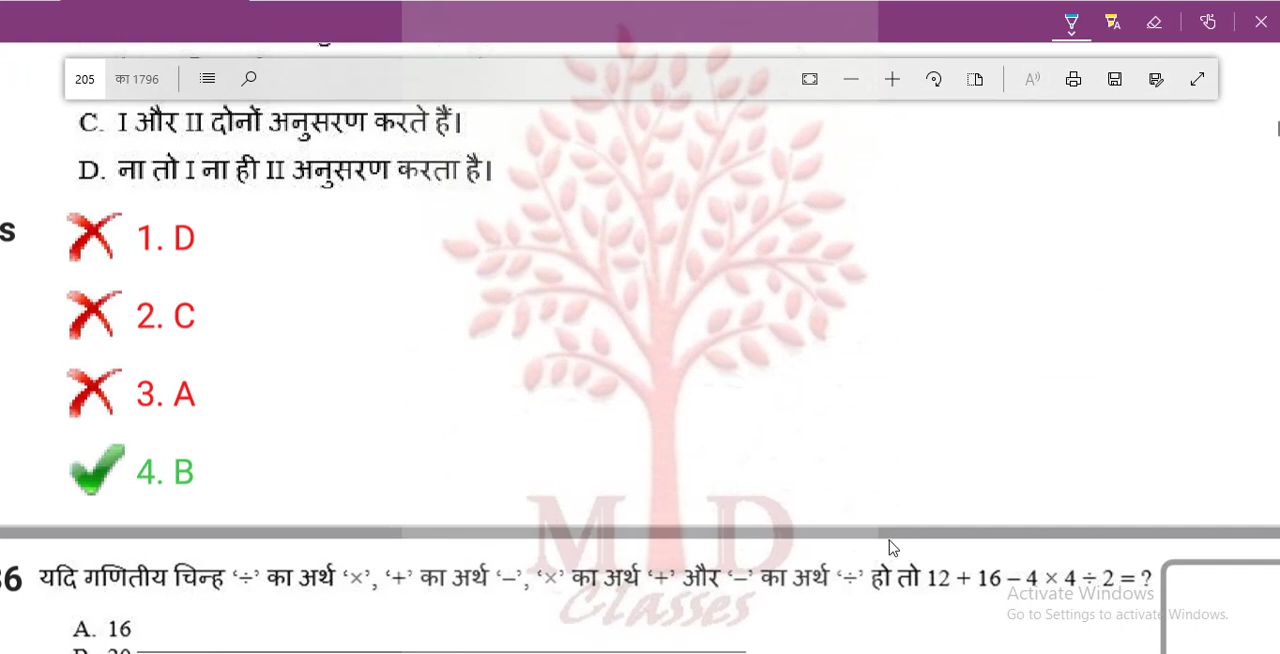 205 का 1796
C. I और II दोनों अनुसरण करते हैं।
D. ना तो I ना ही II अनुसरण करता है।
s
1. D
2. C
3. A
4. B
M D
36 यदि गणितीय चिन्ह ‘÷’ का अर्थ ‘×’, ‘+’ का अर्थ ‘–’, ‘×’ का अर्थ ‘+’ और ‘–’ का अर्थ ‘÷’ हो तो 12 + 16 – 4 × 4 ÷ 2 = ?
Classes
Activate Windows
Go to Settings to activate Windows.
A. 16